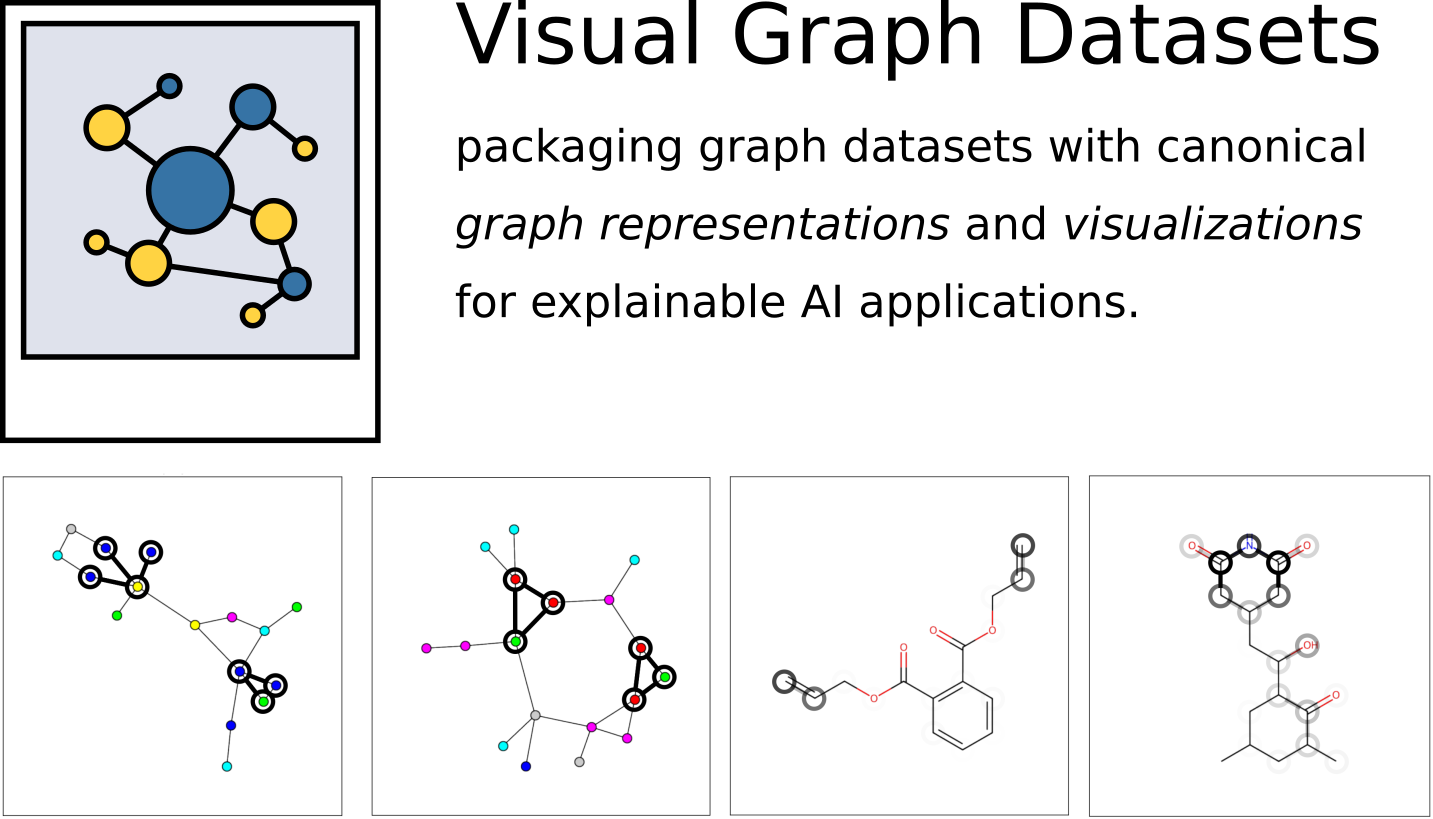 Visual Graph Datasets
packaging graph datasets with canonical
graph representations and visualizations
for explainable AI applications.
O
O
O
O
O
N
H
O
OH
O